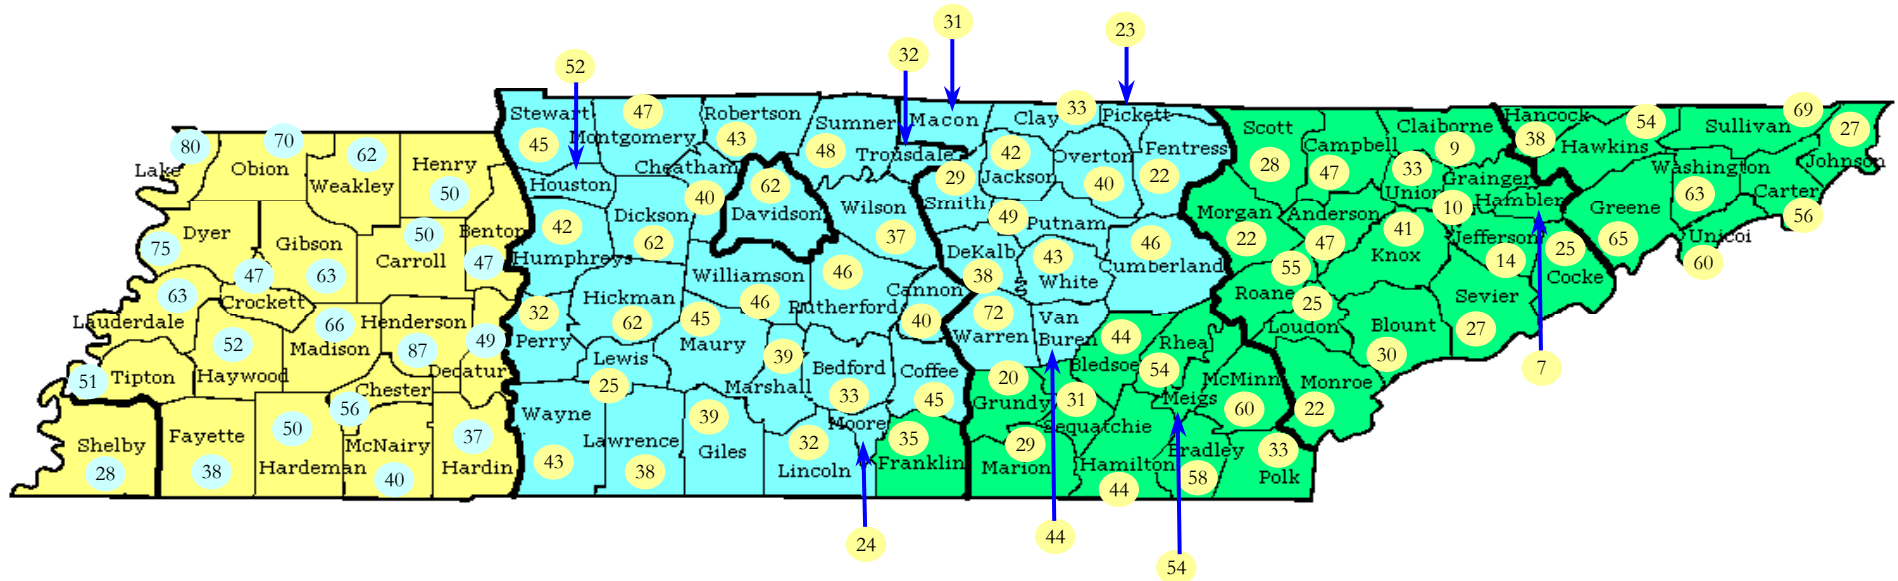 31
23
32
52
Stewart
47
Montgomery
Robertson
43
Sumner
48
Macon
Clay
33
Pickett
45
Cheatham
Trousdale
42
Overton
Fentress
Jackson
40
22
Houston
40
62
Davidson
Wilson
37
29
Smith
49
Putnam
Dickson
62
42
Humphreys
DeKalb
38
43
White
46
Cumberland
Williamson
46
46
Rutherford
Cannon
40
Hickman
62
32
Perry
45
Maury
72
Warren
Van
Buren
Lewis
25
39
Marshall
Bedford
33
Coffee
45
Wayne
43
Lawrence
38
39
Giles
32
Lincoln
Moore
24
35
Franklin
80
Lake
70
Obion
62
Weakley
Henry
50
Dyer
75
Gibson
63
50
Carroll
Benton
47
47
Crockett
63
Lauderdale
52
Haywood
66
Madison
Henderson
87
49
Decatur
51
Tipton
Chester
56
Shelby
28
Fayette
38
50
Hardeman
McNairy
40
37
Hardin
Scott
28
Campbell
47
Claiborne
9
33
Union
Grainger
10
Hancock
38
Hawkins
54
Sullivan
69
27
Johnson
Washington
63
Carter
56
Hamblen
7
Greene
65
Unicoi
60
Morgan
22
Anderson
47
41
Knox
Jefferson
14
25
Cocke
55
Roane
25
Loudon
Blount
30
Sevier
27
44
Bledsoe
Rhea
54
McMinn
60
Meigs
54
Monroe
22
20
Grundy
31
Sequatchie
29
Marion
Hamilton
44
Bradley
58
33
Polk
44